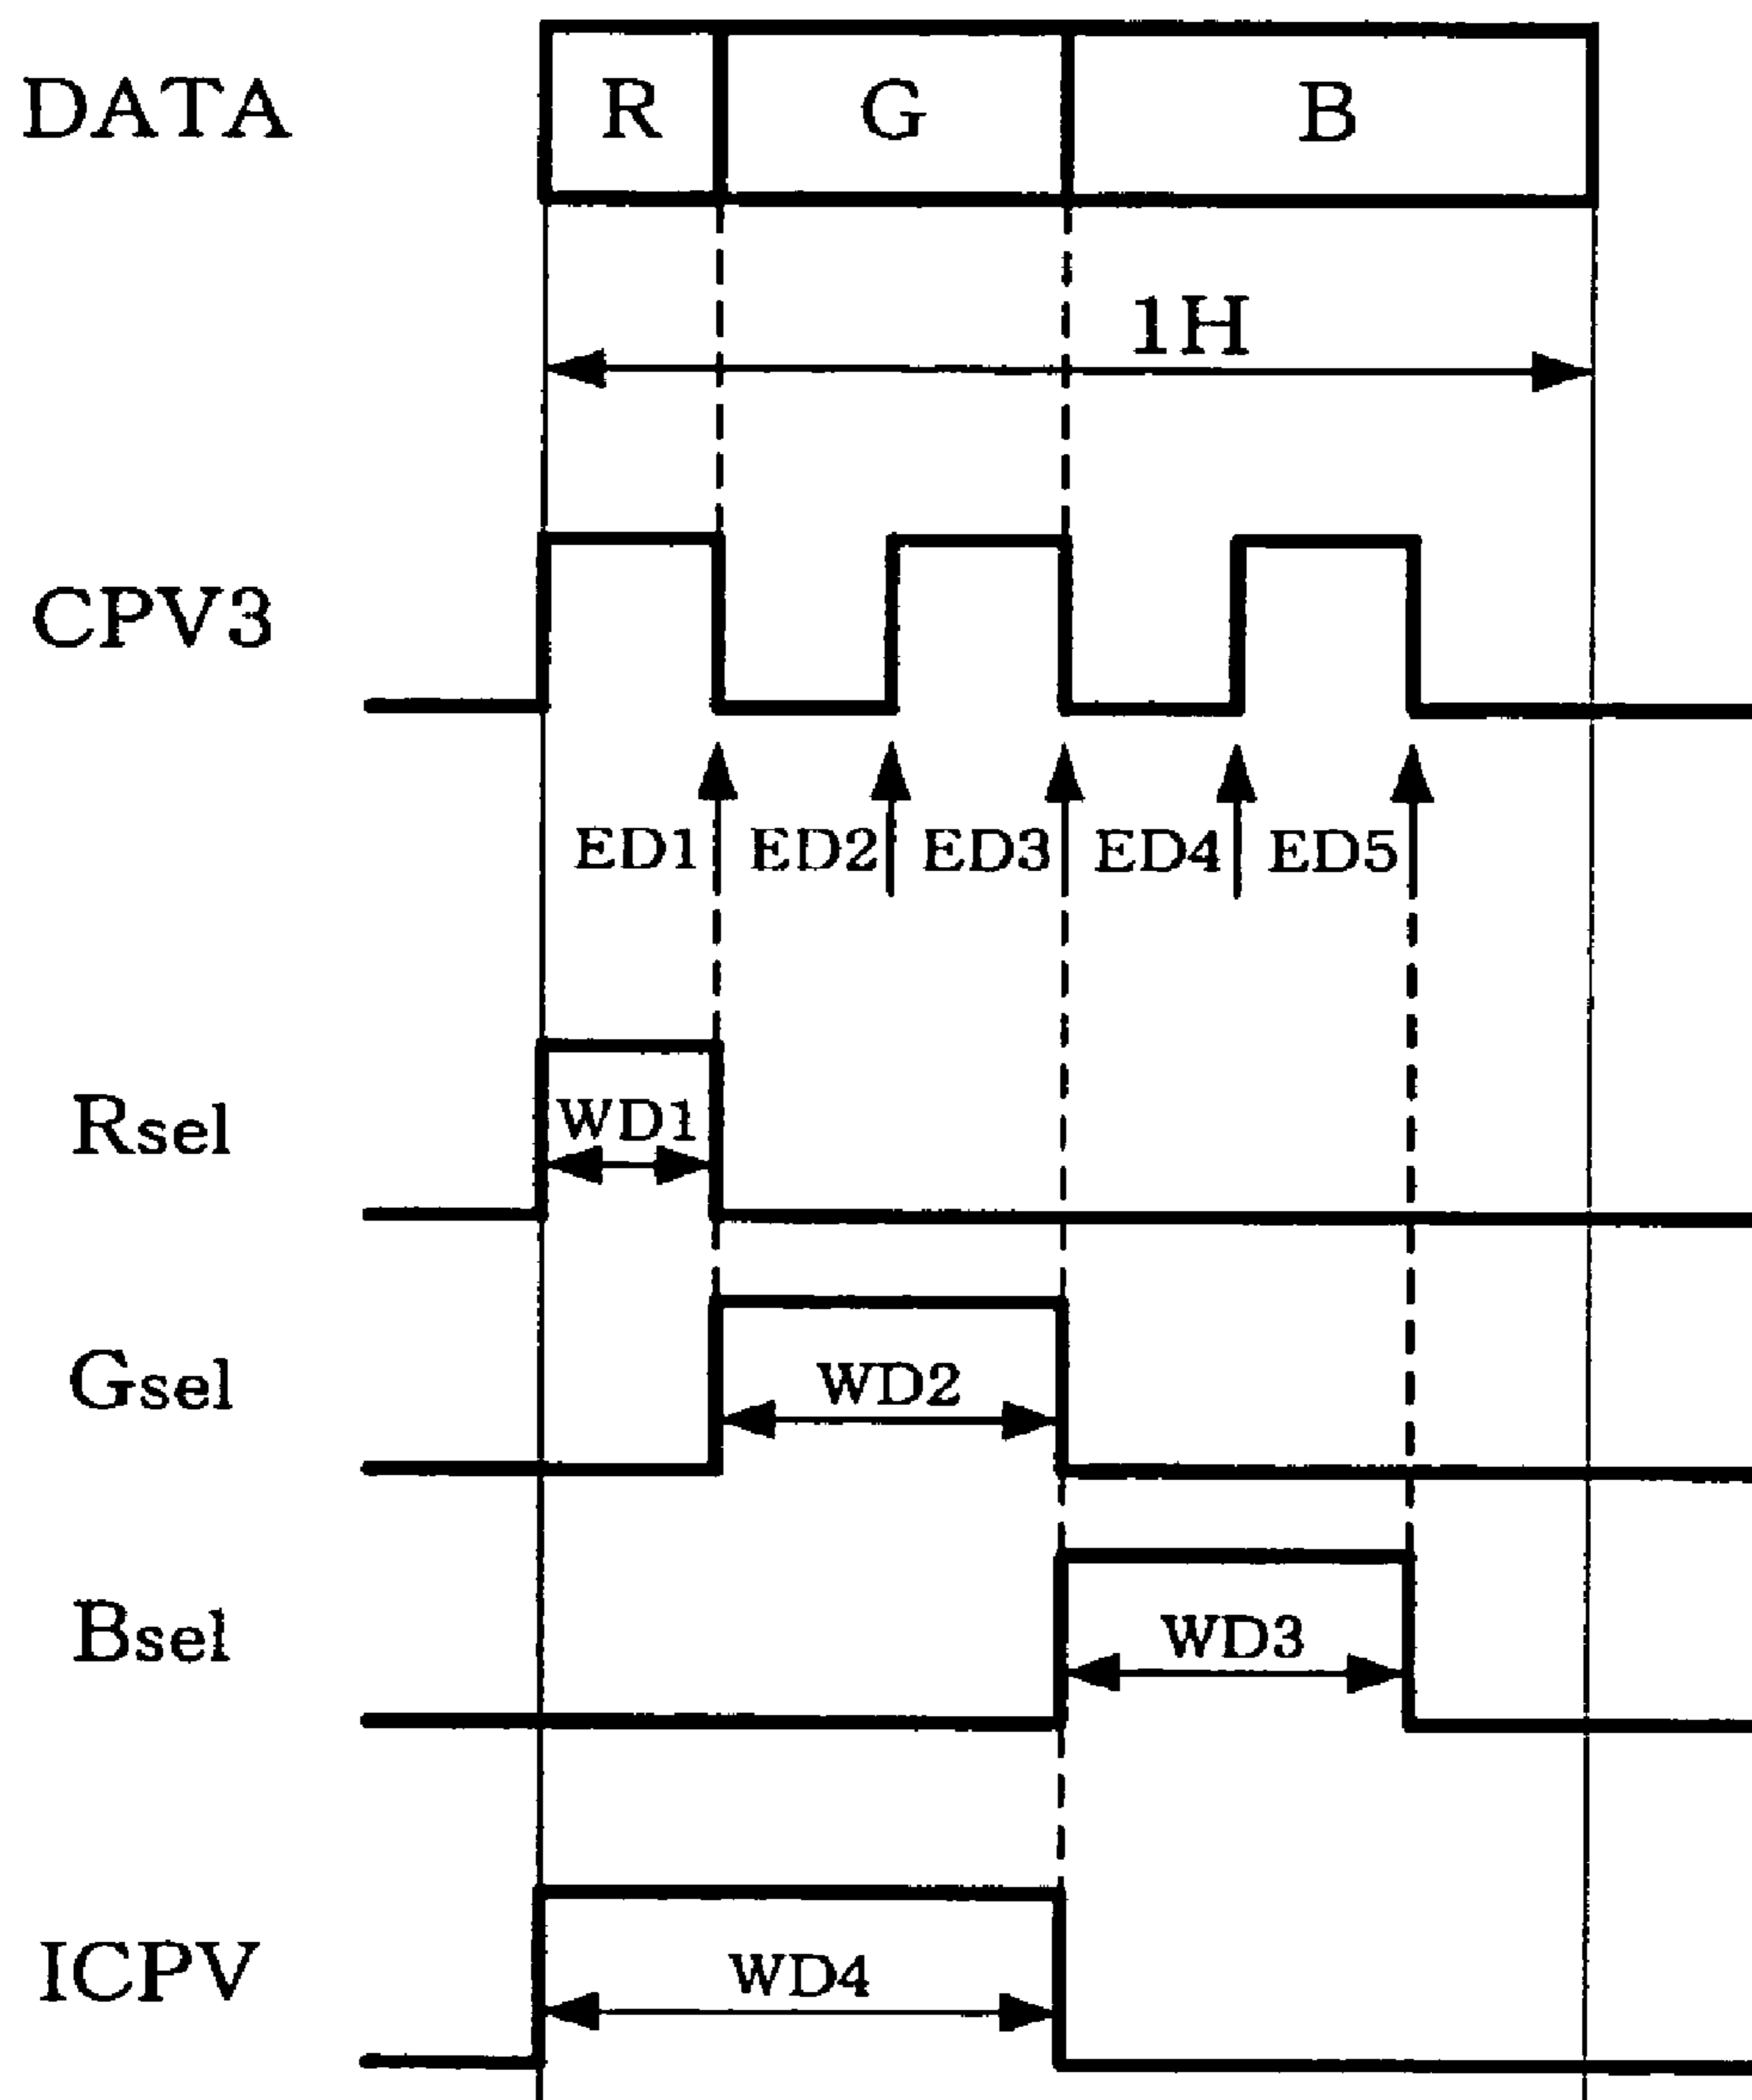 DATA R G B
1H
CPV3
ED1 ED2 ED3 ED4 ED5
Rsel WD1
Gsel WD2
Bsel WD3
ICPV WD4